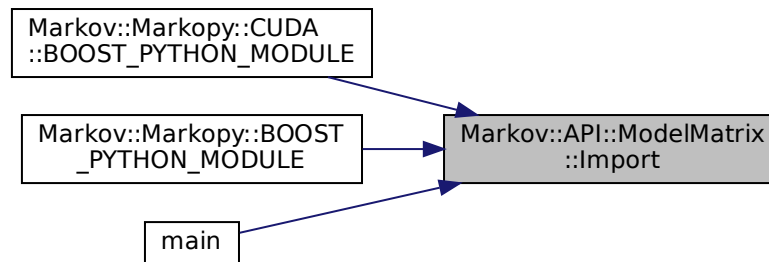 Markov::Markopy::CUDA
::BOOST_PYTHON_MODULE
Markov::Markopy::BOOST
_PYTHON_MODULE
Markov::API::ModelMatrix
::Import
main